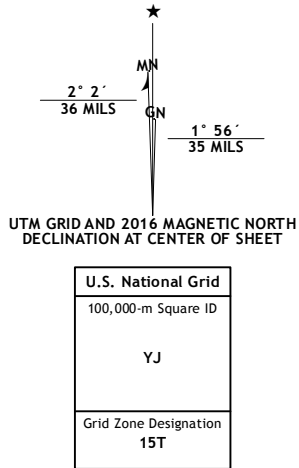 MN
2° 2´
36 MILS
GN
1° 56´
35 MILS
UTM GRID AND 2016 MAGNETIC NORTH
DECLINATION AT CENTER OF SHEET
U.S. National Grid
100,000-m Square ID
YJ
Grid Zone Designation
15T